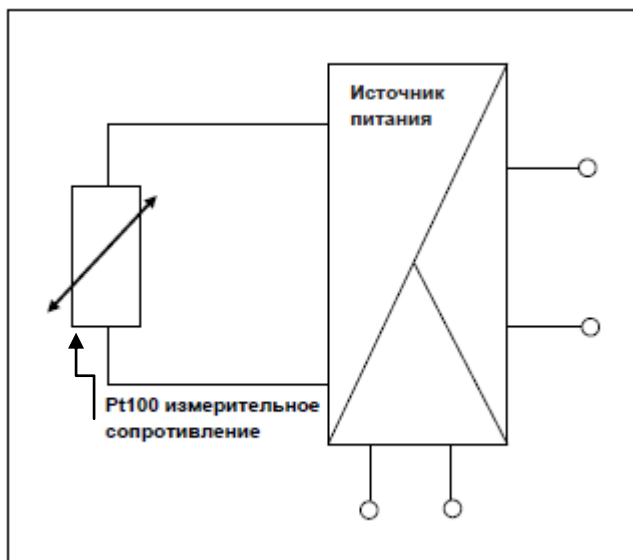 Источник
питания
Pt100 измерительное
сопротивление